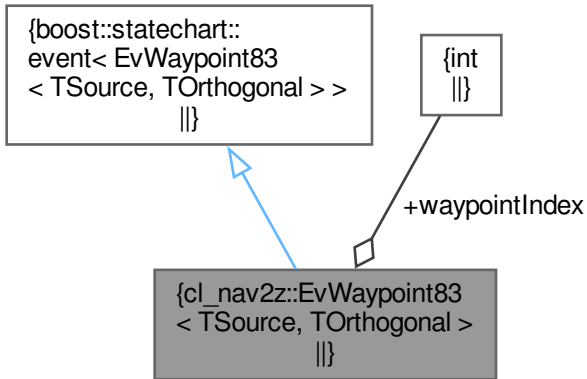 {boost::statechart::
event< EvWaypoint83
< TSource, TOrthogonal > >
||}
{int
||}
+waypointIndex
{cl_nav2z::EvWaypoint83
< TSource, TOrthogonal >
||}